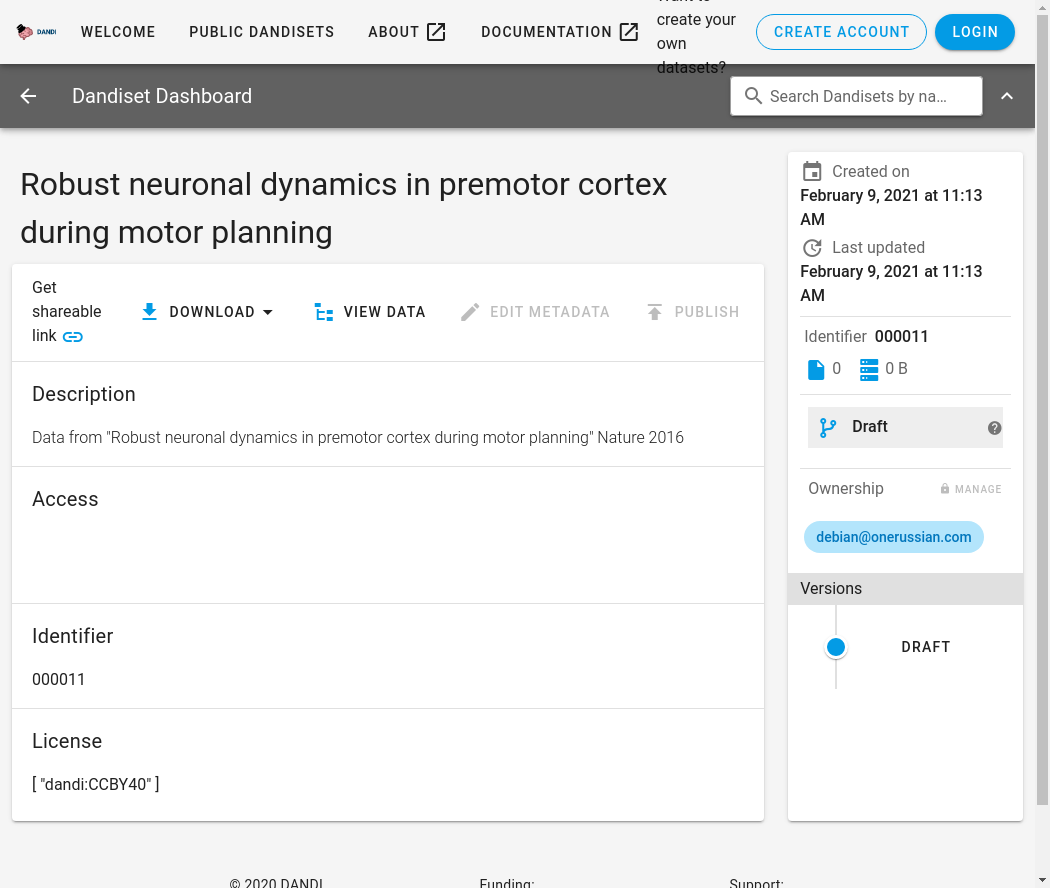 DANDI
WELCOME
PUBLIC DANDISETS
ABOUT
DOCUMENTATION
Want to
create your
own
datasets?
CREATE ACCOUNT
LOGIN
Dandiset Dashboard
Search Dandisets by na…
Robust neuronal dynamics in premotor cortex
during motor planning
Get
shareable
link
DOWNLOAD
VIEW DATA
EDIT METADATA
PUBLISH
Description
Data from "Robust neuronal dynamics in premotor cortex during motor planning" Nature 2016
Access
Identifier
000011
License
[ "dandi:CCBY40" ]
Created on
February 9, 2021 at 11:13
AM
Last updated
February 9, 2021 at 11:13
AM
Identifier 000011
0
0 B
Draft
Ownership
MANAGE
debian@onerussian.com
Versions
DRAFT
© 2020 DANDI
Funding:
Support: